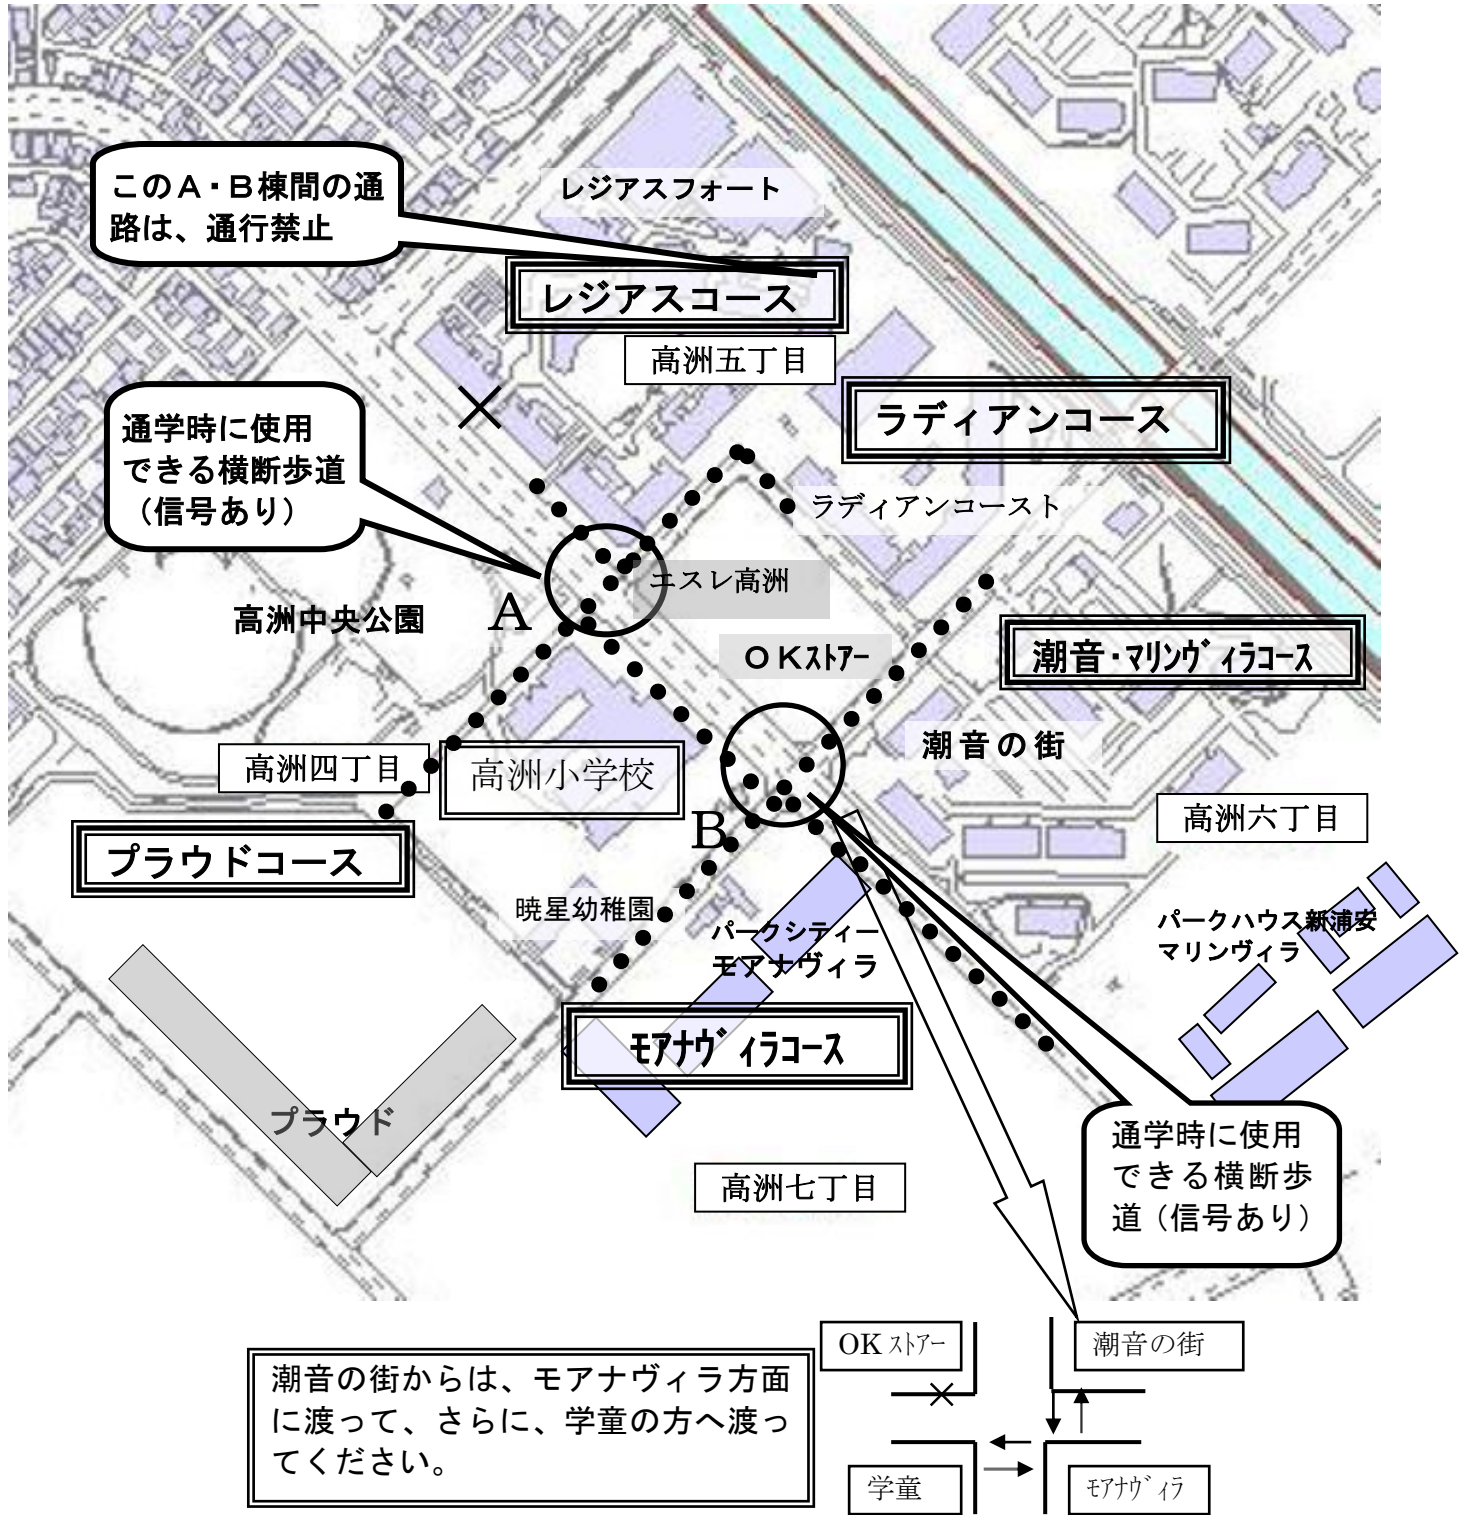 レジアスフォート
このA・B棟間の通
路は、通行禁止
レジアスコース
高洲五丁目
ラディアンコース
通学時に使用
できる横断歩道
(信号あり)
ラディアンコースト
エスレ高洲
A
高洲中央公園
OKストアー
潮音・マリンヴィラコース
潮音の街
高洲四丁目
高洲小学校
高洲六丁目
B
プラウドコース
暁星幼稚園
パークシティー
モアナヴィラ
パークハウス新浦安
マリンヴィラ
モアナヴィラコース
プラウド
通学時に使用
できる横断歩
道(信号あり)
高洲七丁目
OKストアー
潮音の街
潮音の街からは、モアナヴィラ方面
に渡って、さらに、学童の方へ渡っ
てください。
学童
モアナヴィラ